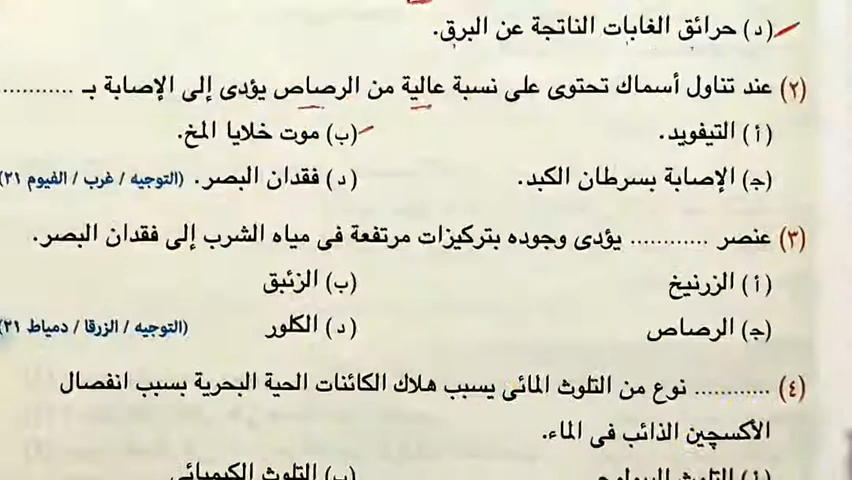 (د) حرائق الغابات الناتجة عن البرق.
(٢) عند تناول أسماك تحتوى على نسبة عالية من الرصاص يؤدى إلى الإصابة بـ ............
(أ) التيفويد. (ب) موت خلايا المخ.
(جـ) الإصابة بسرطان الكبد. (د) فقدان البصر. (التوجيه / غرب / الفيوم ٢١)
(٣) عنصر ............ يؤدى وجوده بتركيزات مرتفعة فى مياه الشرب إلى فقدان البصر.
(أ) الزرنيخ (ب) الزئبق
(جـ) الرصاص (د) الكلور (التوجيه / الزرقا / دمياط ٢١)
(٤) ............ نوع من التلوث المائى يسبب هلاك الكائنات الحية البحرية بسبب انفصال
الأكسچين الذائب فى الماء.
(أ) التلوث البيولوجى (ب) التلوث الكيميائى